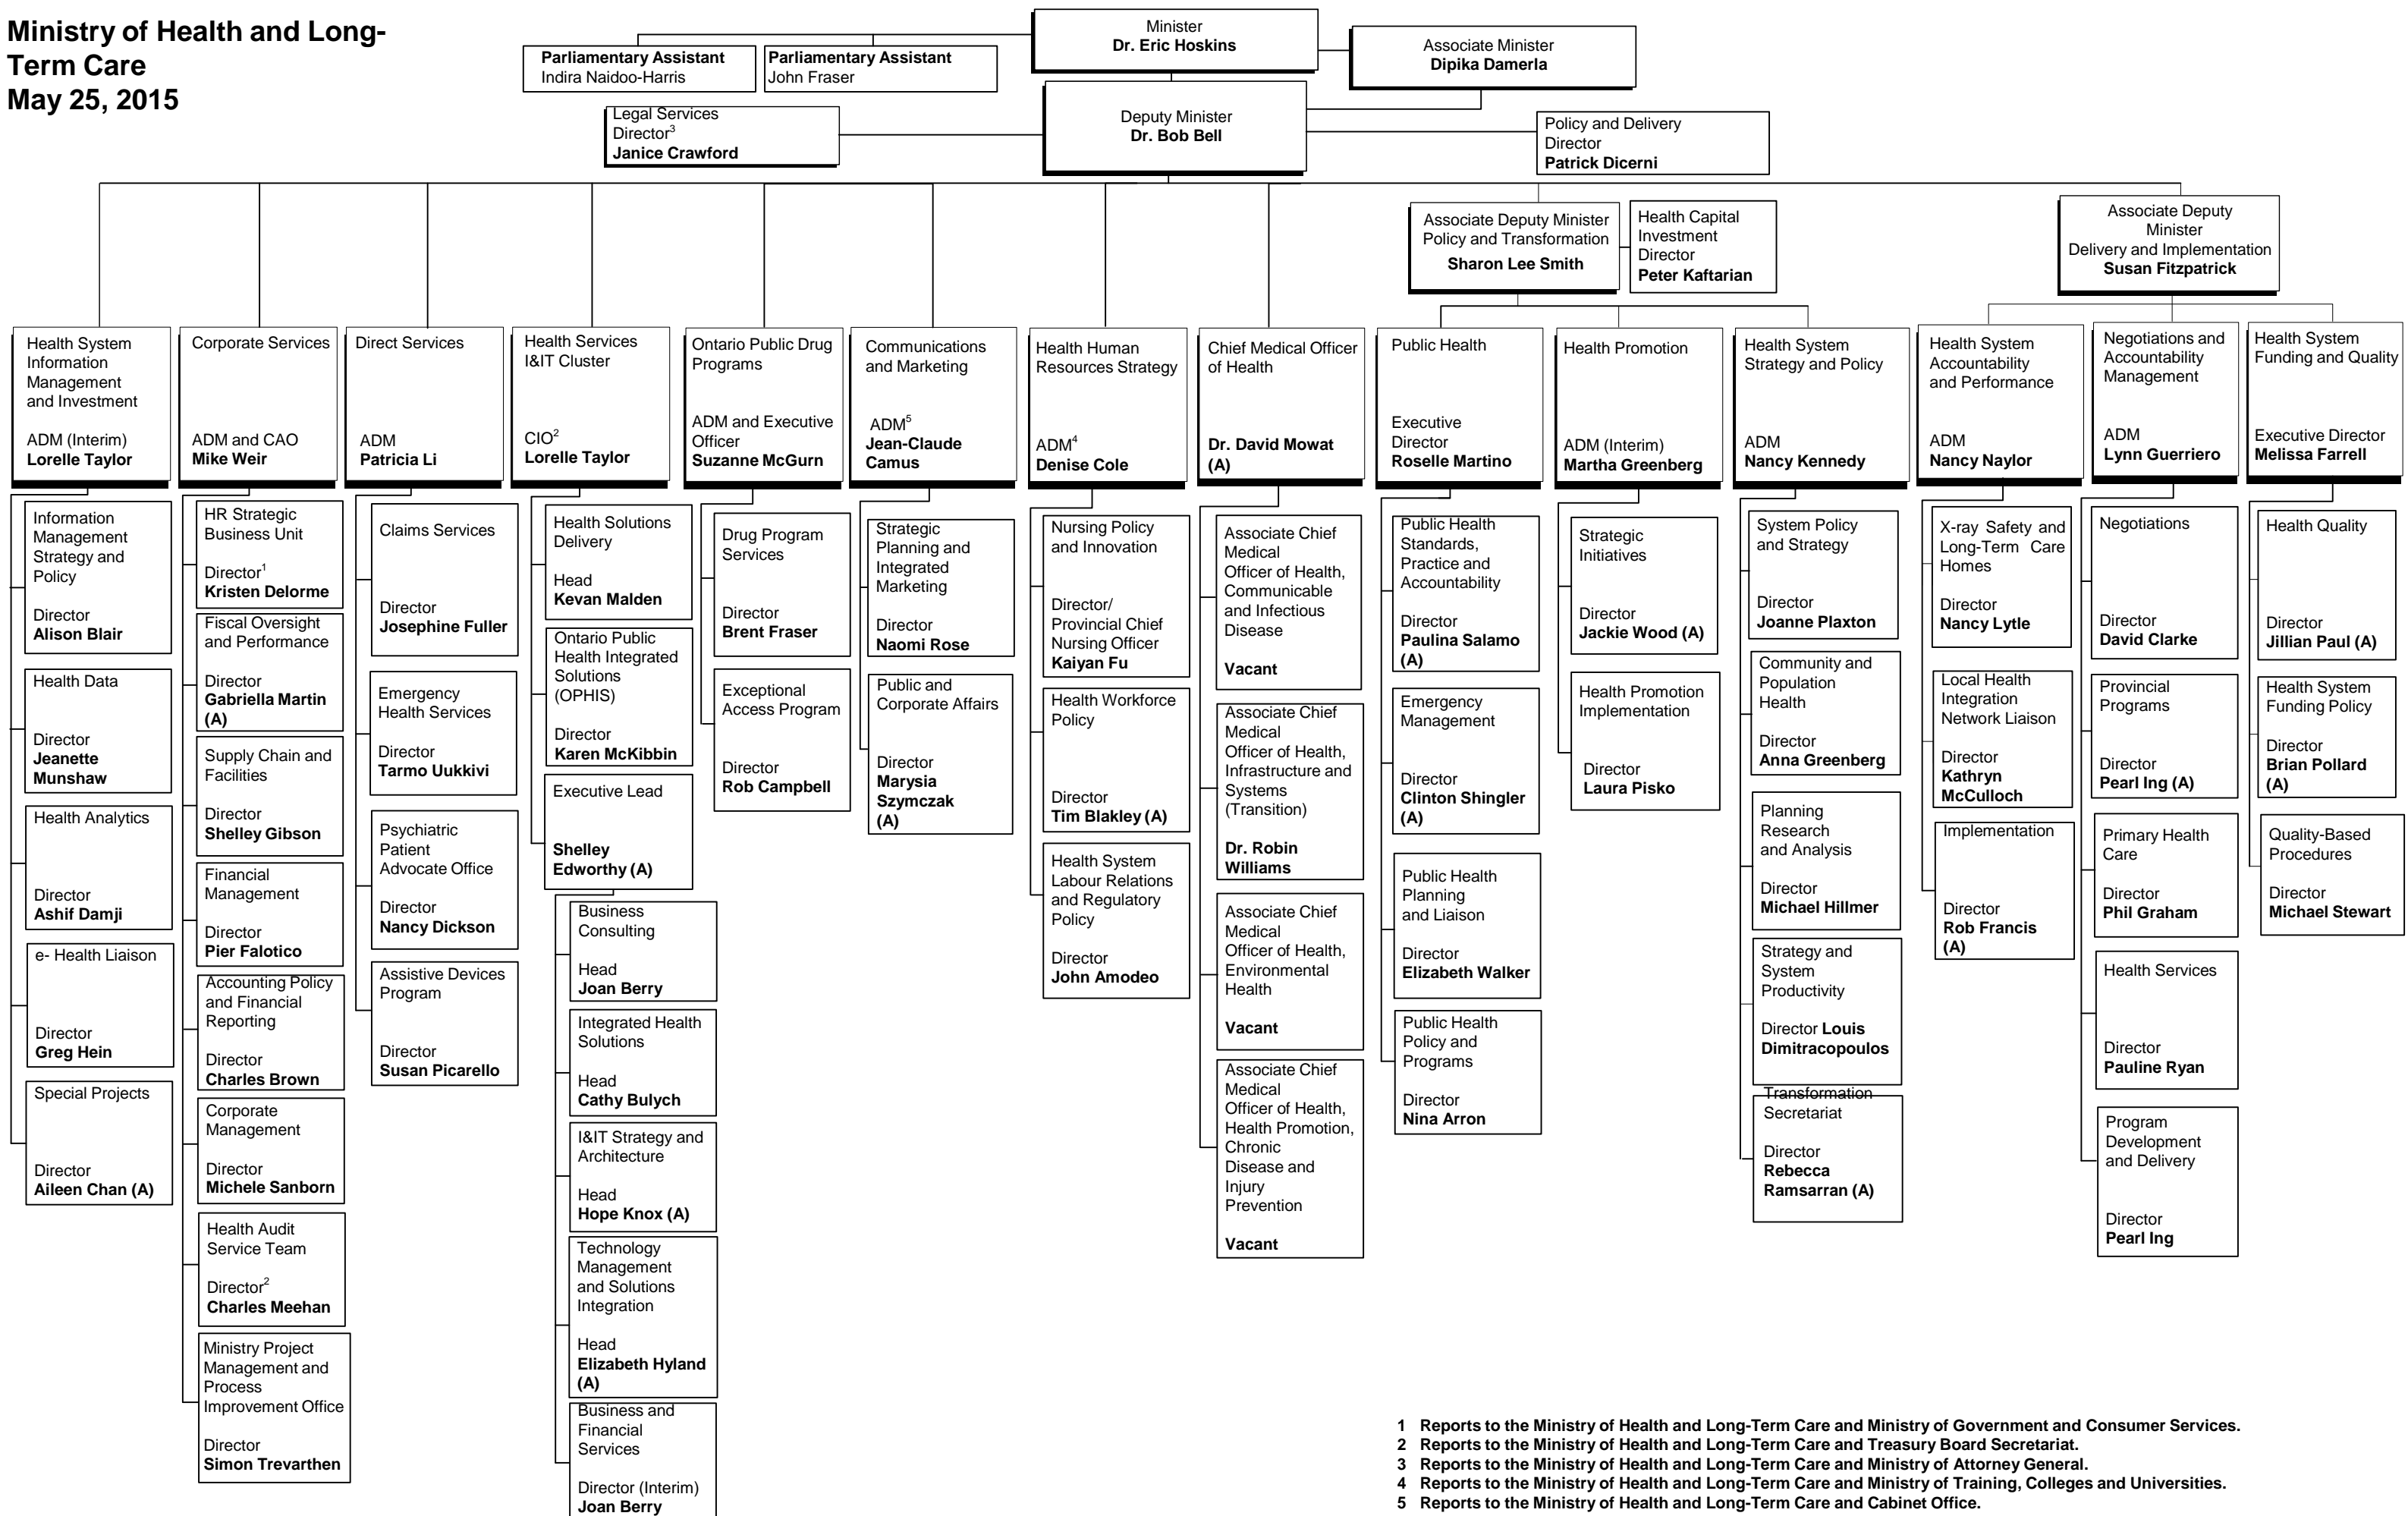 Ministry of Health and Long-
Term Care
May 25, 2015
Minister
Dr. Eric Hoskins
Parliamentary Assistant
Indira Naidoo-Harris
Parliamentary Assistant
John Fraser
Associate Minister
Dipika Damerla
Deputy Minister
Dr. Bob Bell
Legal Services
Director3
Janice Crawford
Policy and Delivery
Director
Patrick Dicerni
Associate Deputy Minister
Policy and Transformation
Sharon Lee Smith
Health Capital
Investment
Director
Peter Kaftarian
Associate Deputy
Minister
Delivery and Implementation
Susan Fitzpatrick
Health System
Information
Management
and Investment
ADM (Interim)
Lorelle Taylor
Information
Management
Strategy and
Policy
Director
Alison Blair
Health Data
Director
Jeanette
Munshaw
Health Analytics
Director
Ashif Damji
e- Health Liaison
Director
Greg Hein
Special Projects
Director
Aileen Chan (A)
Corporate Services
ADM and CAO
Mike Weir
HR Strategic
Business Unit
Director1
Kristen Delorme
Fiscal Oversight
and Performance
Director
Gabriella Martin
(A)
Supply Chain and
Facilities
Director
Shelley Gibson
Financial
Management
Director
Pier Falotico
Accounting Policy
and Financial
Reporting
Director
Charles Brown
Corporate
Management
Director
Michele Sanborn
Health Audit
Service Team
Director2
Charles Meehan
Ministry Project
Management and
Process
Improvement Office
Director
Simon Trevarthen
Direct Services
ADM
Patricia Li
Claims Services
Director
Josephine Fuller
Emergency
Health Services
Director
Tarmo Uukkivi
Psychiatric
Patient
Advocate Office
Director
Nancy Dickson
Assistive Devices
Program
Director
Susan Picarello
Health Services
I&IT Cluster
CIO2
Lorelle Taylor
Health Solutions
Delivery
Head
Kevan Malden
Ontario Public
Health Integrated
Solutions
(OPHIS)
Director
Karen McKibbin
Executive Lead
Shelley
Edworthy (A)
Business
Consulting
Head
Joan Berry
Integrated Health
Solutions
Head
Cathy Bulych
I&IT Strategy and
Architecture
Head
Hope Knox (A)
Technology
Management
and Solutions
Integration
Head
Elizabeth Hyland
(A)
Business and
Financial
Services
Director (Interim)
Joan Berry
Ontario Public Drug
Programs
ADM and Executive
Officer
Suzanne McGurn
Drug Program
Services
Director
Brent Fraser
Exceptional
Access Program
Director
Rob Campbell
Communications
and Marketing
ADM5
Jean-Claude
Camus
Strategic
Planning and
Integrated
Marketing
Director
Naomi Rose
Public and
Corporate Affairs
Director
Marysia
Szymczak
(A)
Health Human
Resources Strategy
ADM4
Denise Cole
Nursing Policy
and Innovation
Director/
Provincial Chief
Nursing Officer
Kaiyan Fu
Health Workforce
Policy
Director
Tim Blakley (A)
Health System
Labour Relations
and Regulatory
Policy
Director
John Amodeo
Chief Medical Officer
of Health
Dr. David Mowat
(A)
Associate Chief
Medical
Officer of Health,
Communicable
and Infectious
Disease
Vacant
Associate Chief
Medical
Officer of Health,
Infrastructure and
Systems
(Transition)
Dr. Robin
Williams
Associate Chief
Medical
Officer of Health,
Environmental
Health
Vacant
Associate Chief
Medical
Officer of Health,
Health Promotion,
Chronic
Disease and
Injury
Prevention
Vacant
Public Health
Executive
Director
Roselle Martino
Public Health
Standards,
Practice and
Accountability
Director
Paulina Salamo
(A)
Emergency
Management
Director
Clinton Shingler
(A)
Public Health
Planning
and Liaison
Director
Elizabeth Walker
Public Health
Policy and
Programs
Director
Nina Arron
Health Promotion
ADM (Interim)
Martha Greenberg
Strategic
Initiatives
Director
Jackie Wood (A)
Health Promotion
Implementation
Director
Laura Pisko
Health System
Strategy and Policy
ADM
Nancy Kennedy
System Policy
and Strategy
Director
Joanne Plaxton
Community and
Population
Health
Director
Anna Greenberg
Planning
Research
and Analysis
Director
Michael Hillmer
Strategy and
System
Productivity
Director Louis
Dimitracopoulos
Transformation
Secretariat
Director
Rebecca
Ramsarran (A)
Health System
Accountability
and Performance
ADM
Nancy Naylor
X-ray Safety and
Long-Term Care
Homes
Director
Nancy Lytle
Local Health
Integration
Network Liaison
Director
Kathryn
McCulloch
Implementation
Director
Rob Francis
(A)
Negotiations and
Accountability
Management
ADM
Lynn Guerriero
Negotiations
Director
David Clarke
Provincial
Programs
Director
Pearl Ing (A)
Primary Health
Care
Director
Phil Graham
Health Services
Director
Pauline Ryan
Program
Development
and Delivery
Director
Pearl Ing
Health System
Funding and Quality
Executive Director
Melissa Farrell
Health Quality
Director
Jillian Paul (A)
Health System
Funding Policy
Director
Brian Pollard
(A)
Quality-Based
Procedures
Director
Michael Stewart
1 Reports to the Ministry of Health and Long-Term Care and Ministry of Government and Consumer Services.
2 Reports to the Ministry of Health and Long-Term Care and Treasury Board Secretariat.
3 Reports to the Ministry of Health and Long-Term Care and Ministry of Attorney General.
4 Reports to the Ministry of Health and Long-Term Care and Ministry of Training, Colleges and Universities.
5 Reports to the Ministry of Health and Long-Term Care and Cabinet Office.